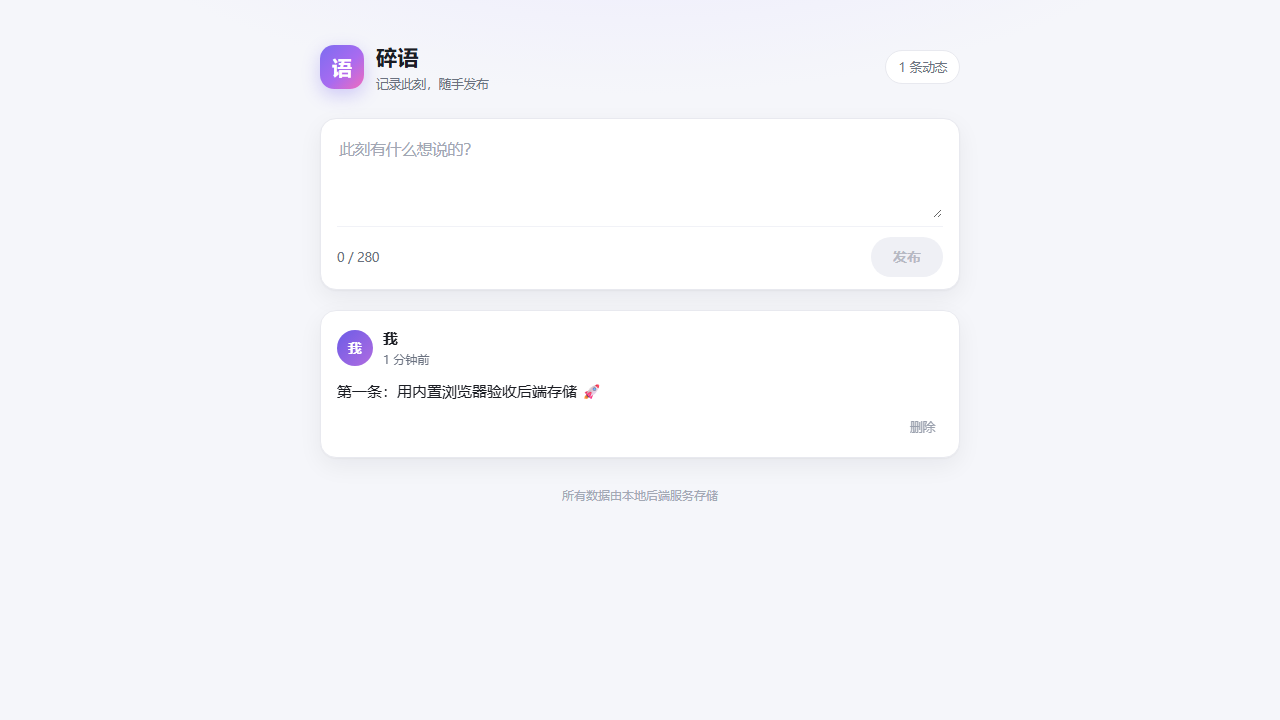 语
碎语
记录此刻，随手发布
1 条动态
此刻有什么想说的？
0 / 280
发布
我
我
1 分钟前
第一条：用内置浏览器验收后端存储 🚀
删除
所有数据由本地后端服务存储